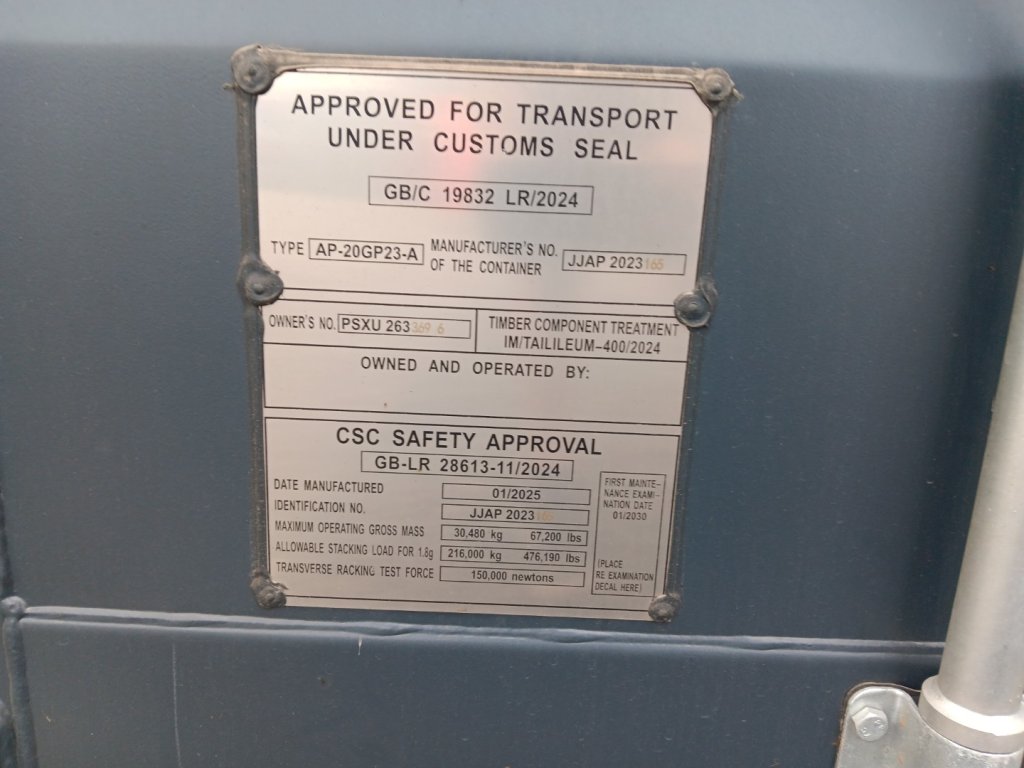 APPROVED FOR TRANSPORT
UNDER CUSTOMS SEAL
GB/C 19832 LR/2024
TYPE AP-20GP23-A MANUFACTURER'S NO. OF THE CONTAINER JJAP 2023165
OWNER'S NO. PSXU 263369 6
TIMBER COMPONENT TREATMENT
IM/TAILILEUM-400/2024
OWNED AND OPERATED BY:
CSC SAFETY APPROVAL
GB-LR 28613-11/2024
DATE MANUFACTURED 01/2025
IDENTIFICATION NO. JJAP 2023165
MAXIMUM OPERATING GROSS MASS 30,480 kg 67,200 lbs
ALLOWABLE STACKING LOAD FOR 1.8g 216,000 kg 476,190 lbs
TRANSVERSE RACKING TEST FORCE 150,000 newtons
FIRST MAINTE-
NANCE EXAMI-
NATION DATE
01/2030
(PLACE
RE EXAMINATION
DECAL HERE)